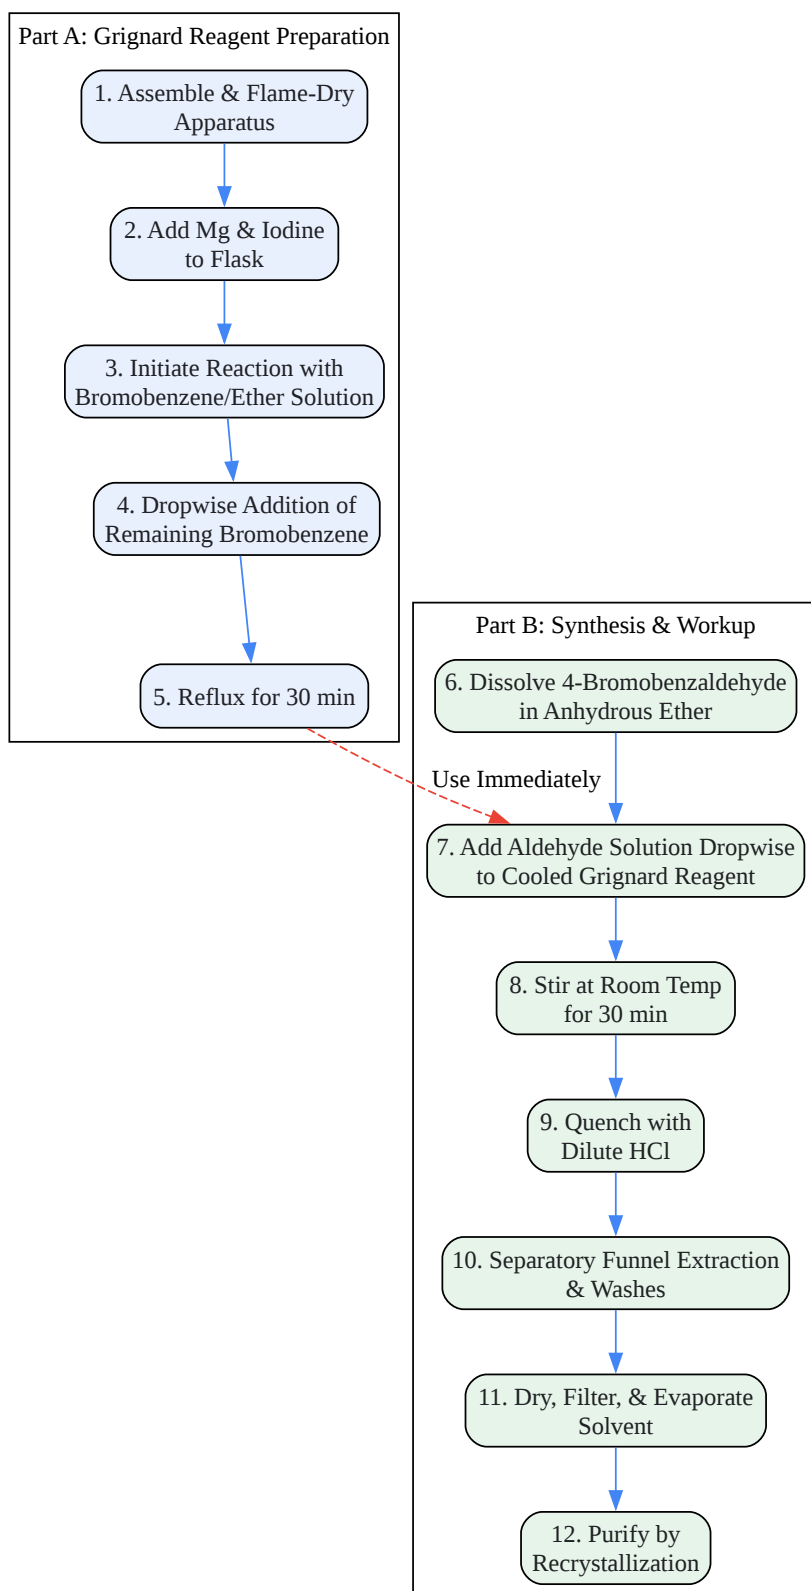 Part A: Grignard Reagent Preparation
1. Assemble & Flame-Dry
Apparatus
2. Add Mg & Iodine
to Flask
3. Initiate Reaction with
Bromobenzene/Ether Solution
4. Dropwise Addition of
Remaining Bromobenzene
5. Reflux for 30 min
Part B: Synthesis & Workup
6. Dissolve 4-Bromobenzaldehyde
in Anhydrous Ether
Use Immediately
7. Add Aldehyde Solution Dropwise
to Cooled Grignard Reagent
8. Stir at Room Temp
for 30 min
9. Quench with
Dilute HCl
10. Separatory Funnel Extraction
& Washes
11. Dry, Filter, & Evaporate
Solvent
12. Purify by
Recrystallization